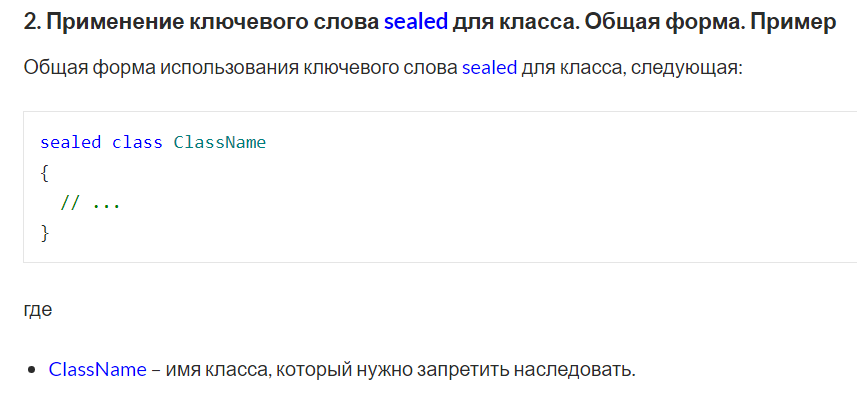 2. Применение ключевого слова sealed для класса. Общая форма. Пример
Общая форма использования ключевого слова sealed для класса, следующая:
sealed class ClassName
{
// ...
}
где
• ClassName – имя класса, который нужно запретить наследовать.